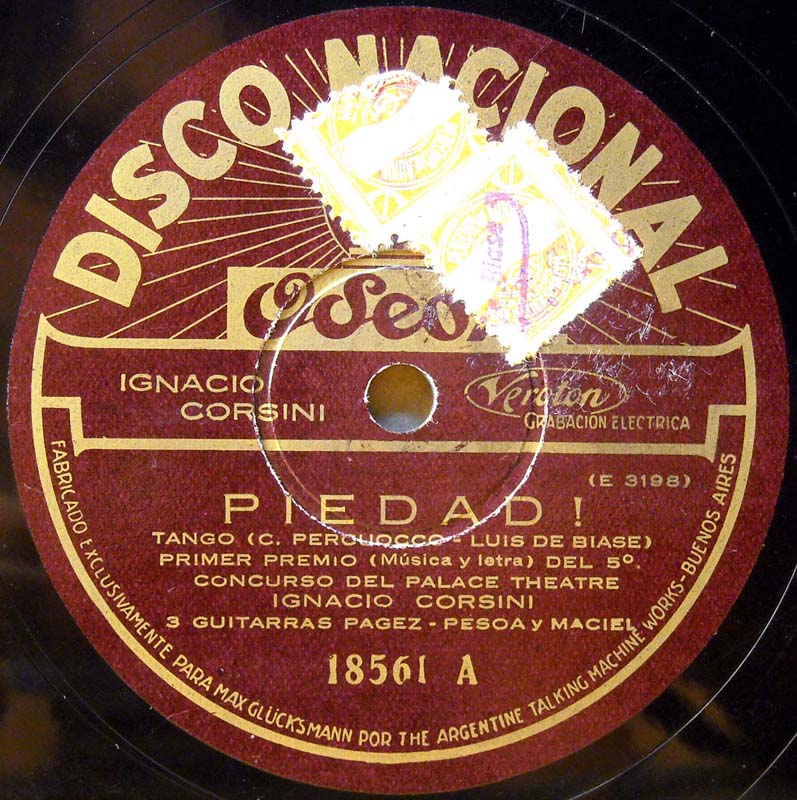 DISCO NACIONAL
Odeon
IGNACIO
CORSINI
Veroton
GRABACIÓN ELECTRICA
(E 3198)
PIEDAD!
TANGO (C. PERCUOCCO - LUIS DE BIASE)
PRIMER PREMIO (Música y letra) DEL 5º.
CONCURSO DEL PALACE THEATRE
IGNACIO CORSINI
3 GUITARRAS PAGEZ - PESOA y MACIEL
18561 A
FABRICADO EXCLUSIVAMENTE PARA MAX GLÜCKSMANN POR THE ARGENTINE TALKING MACHINE WORKS - BUENOS AIRES